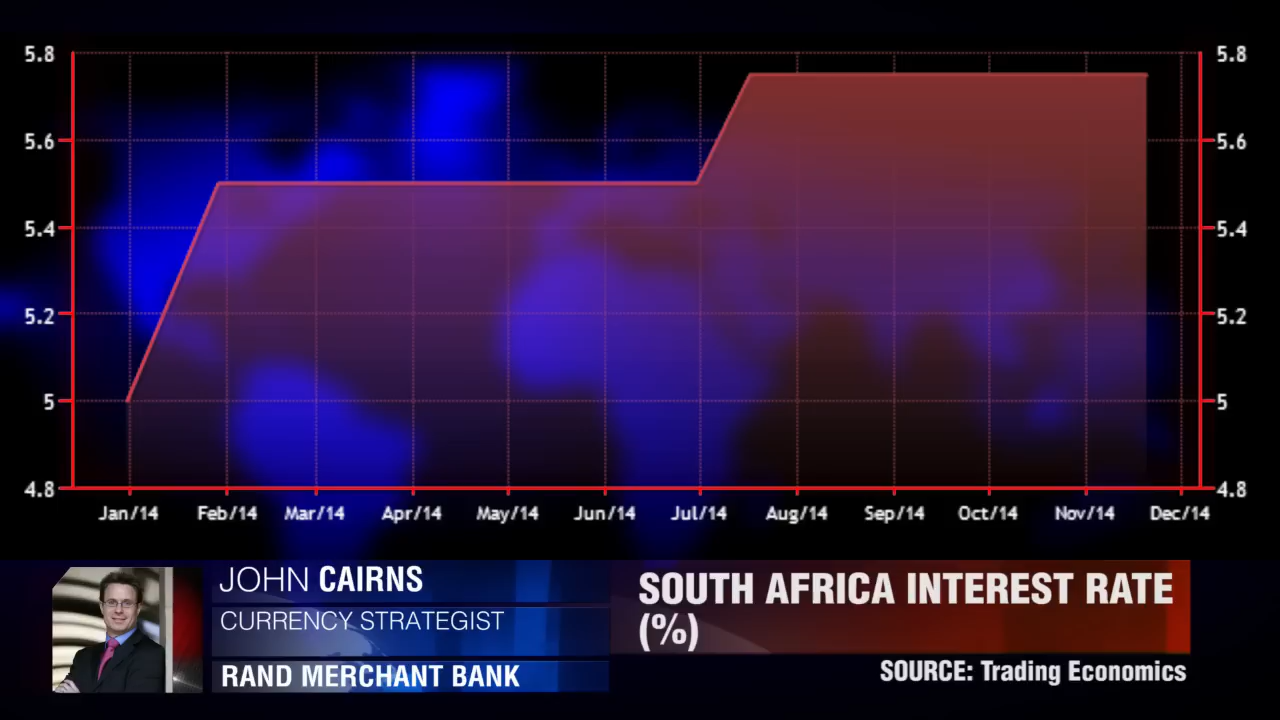 5.8 5.8
5.6 5.6
5.4 5.4
5.2 5.2
5 5
4.8 4.8
Jan/14 Feb/14 Mar/14 Apr/14 May/14 Jun/14 Jul/14 Aug/14 Sep/14 Oct/14 Nov/14 Dec/14
JOHN CAIRNS
CURRENCY STRATEGIST
RAND MERCHANT BANK
SOUTH AFRICA INTEREST RATE
(%)
SOURCE: Trading Economics